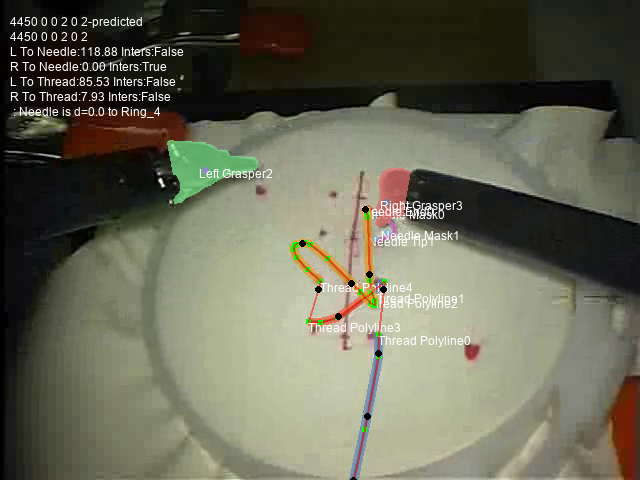 4450 0 0 2 0 2-predicted
4450 0 0 2 0 2
L To Needle:118.88 Inters:False
R To Needle:0.00 Inters:True
L To Thread:85.53 Inters:False
R To Thread:7.93 Inters:False
: Needle is d=0.0 to Ring_4
Left Grasper2
Right Grasper3
Needle Mask1
Needle Tip1
Thread Polyline4
Thread Polyline1
Thread Polyline2
Thread Polyline3
Thread Polyline0